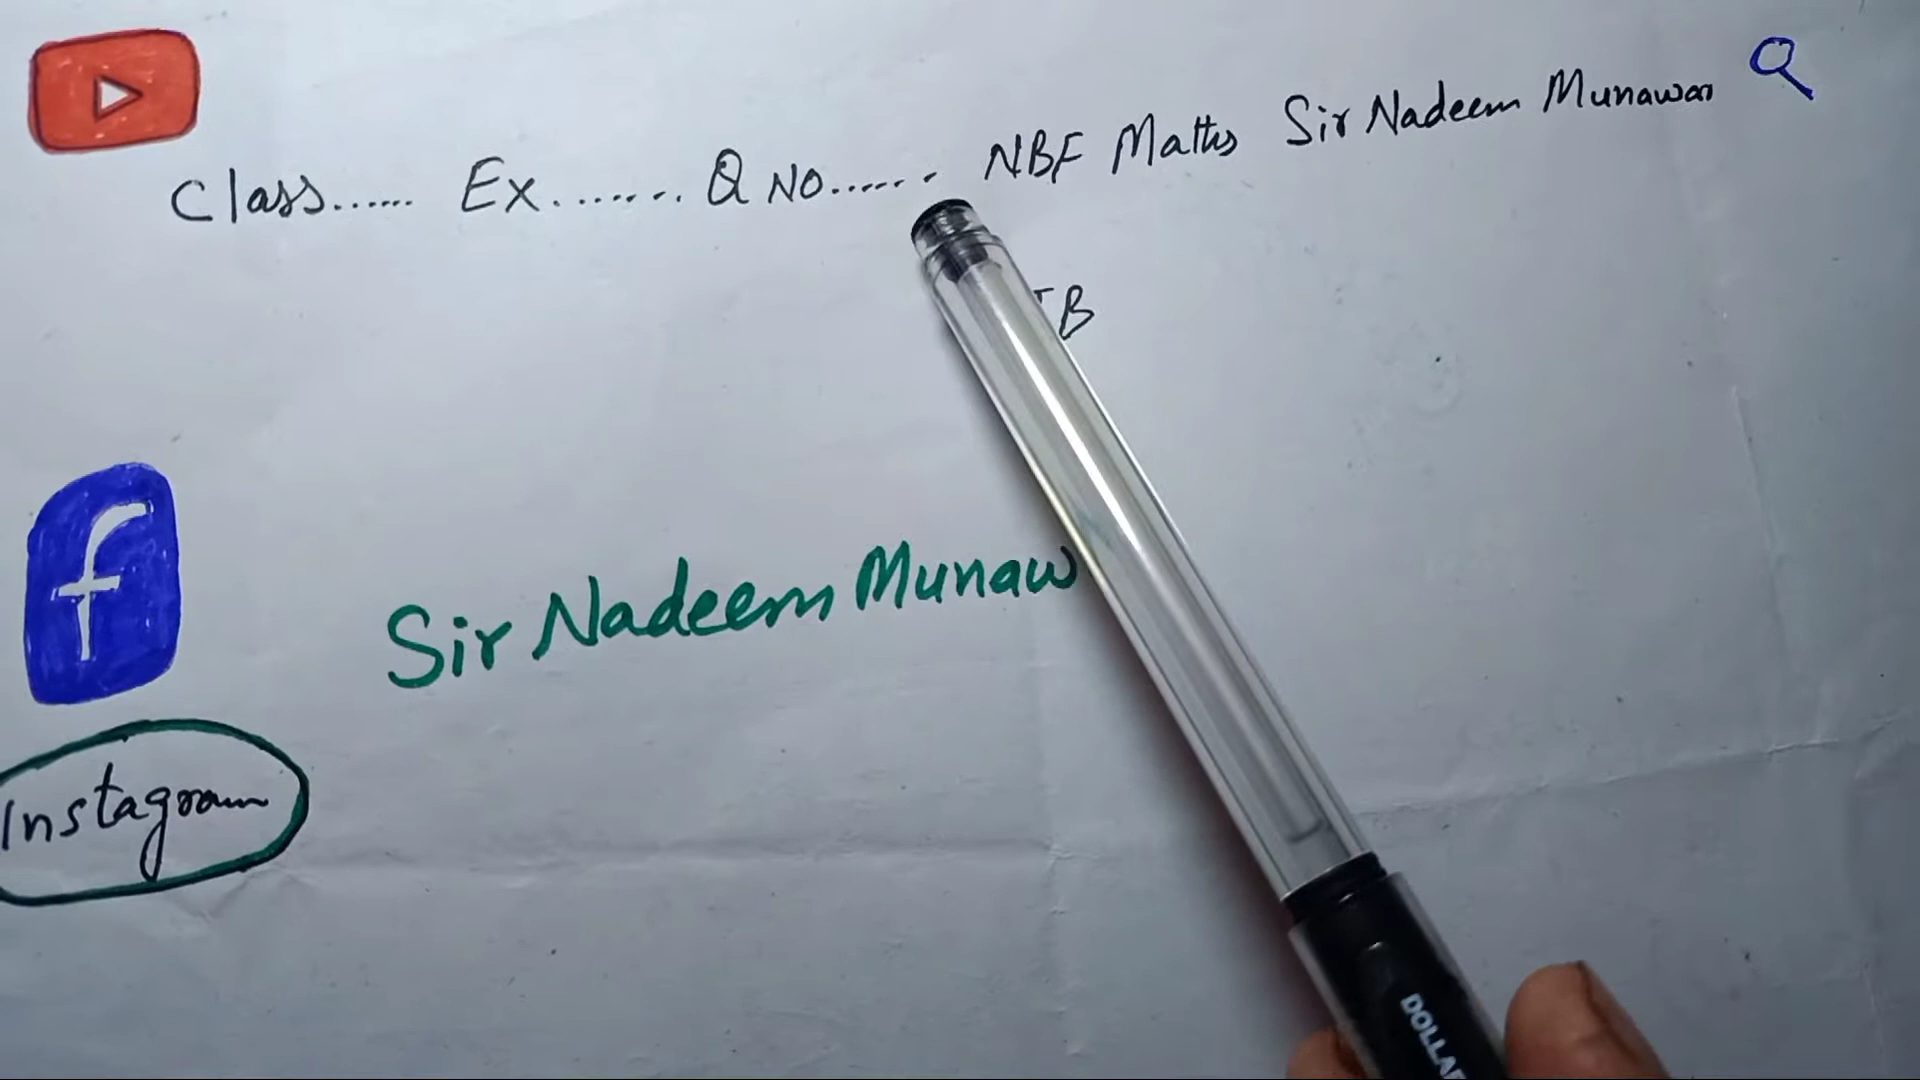 Class...... Ex........ Q No...... NBF Maths Sir Nadeem Munawar
B
f
Sir Nadeem Munaw
Instagram
DOLLAR